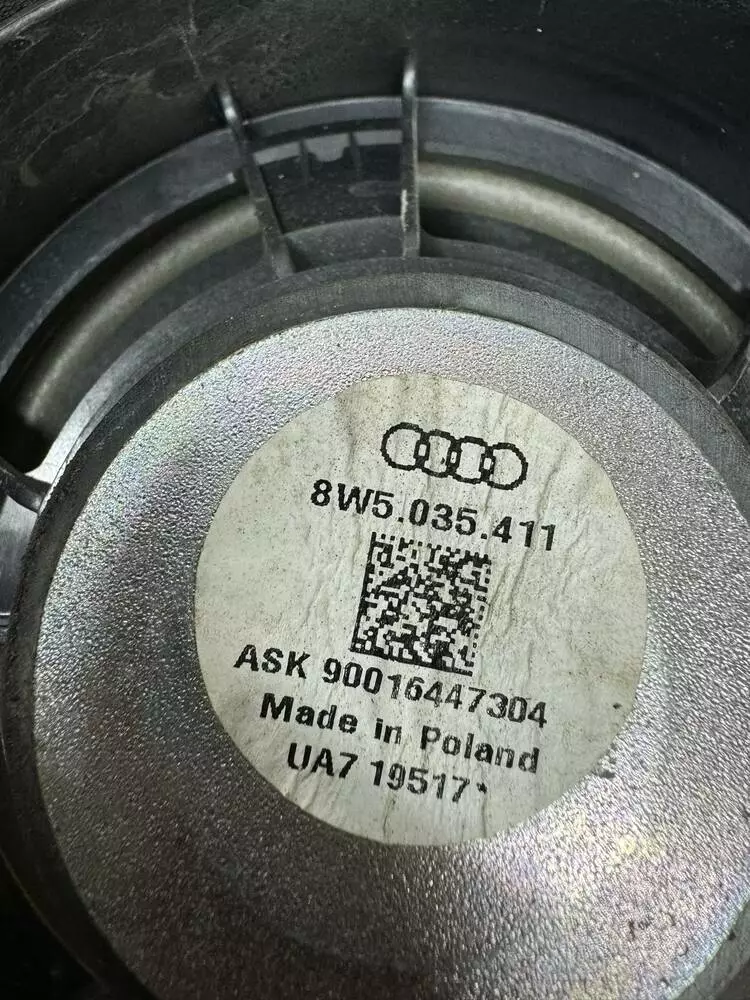 8W5.035.411
ASK 90016447304
Made in Poland
UA7 19517*